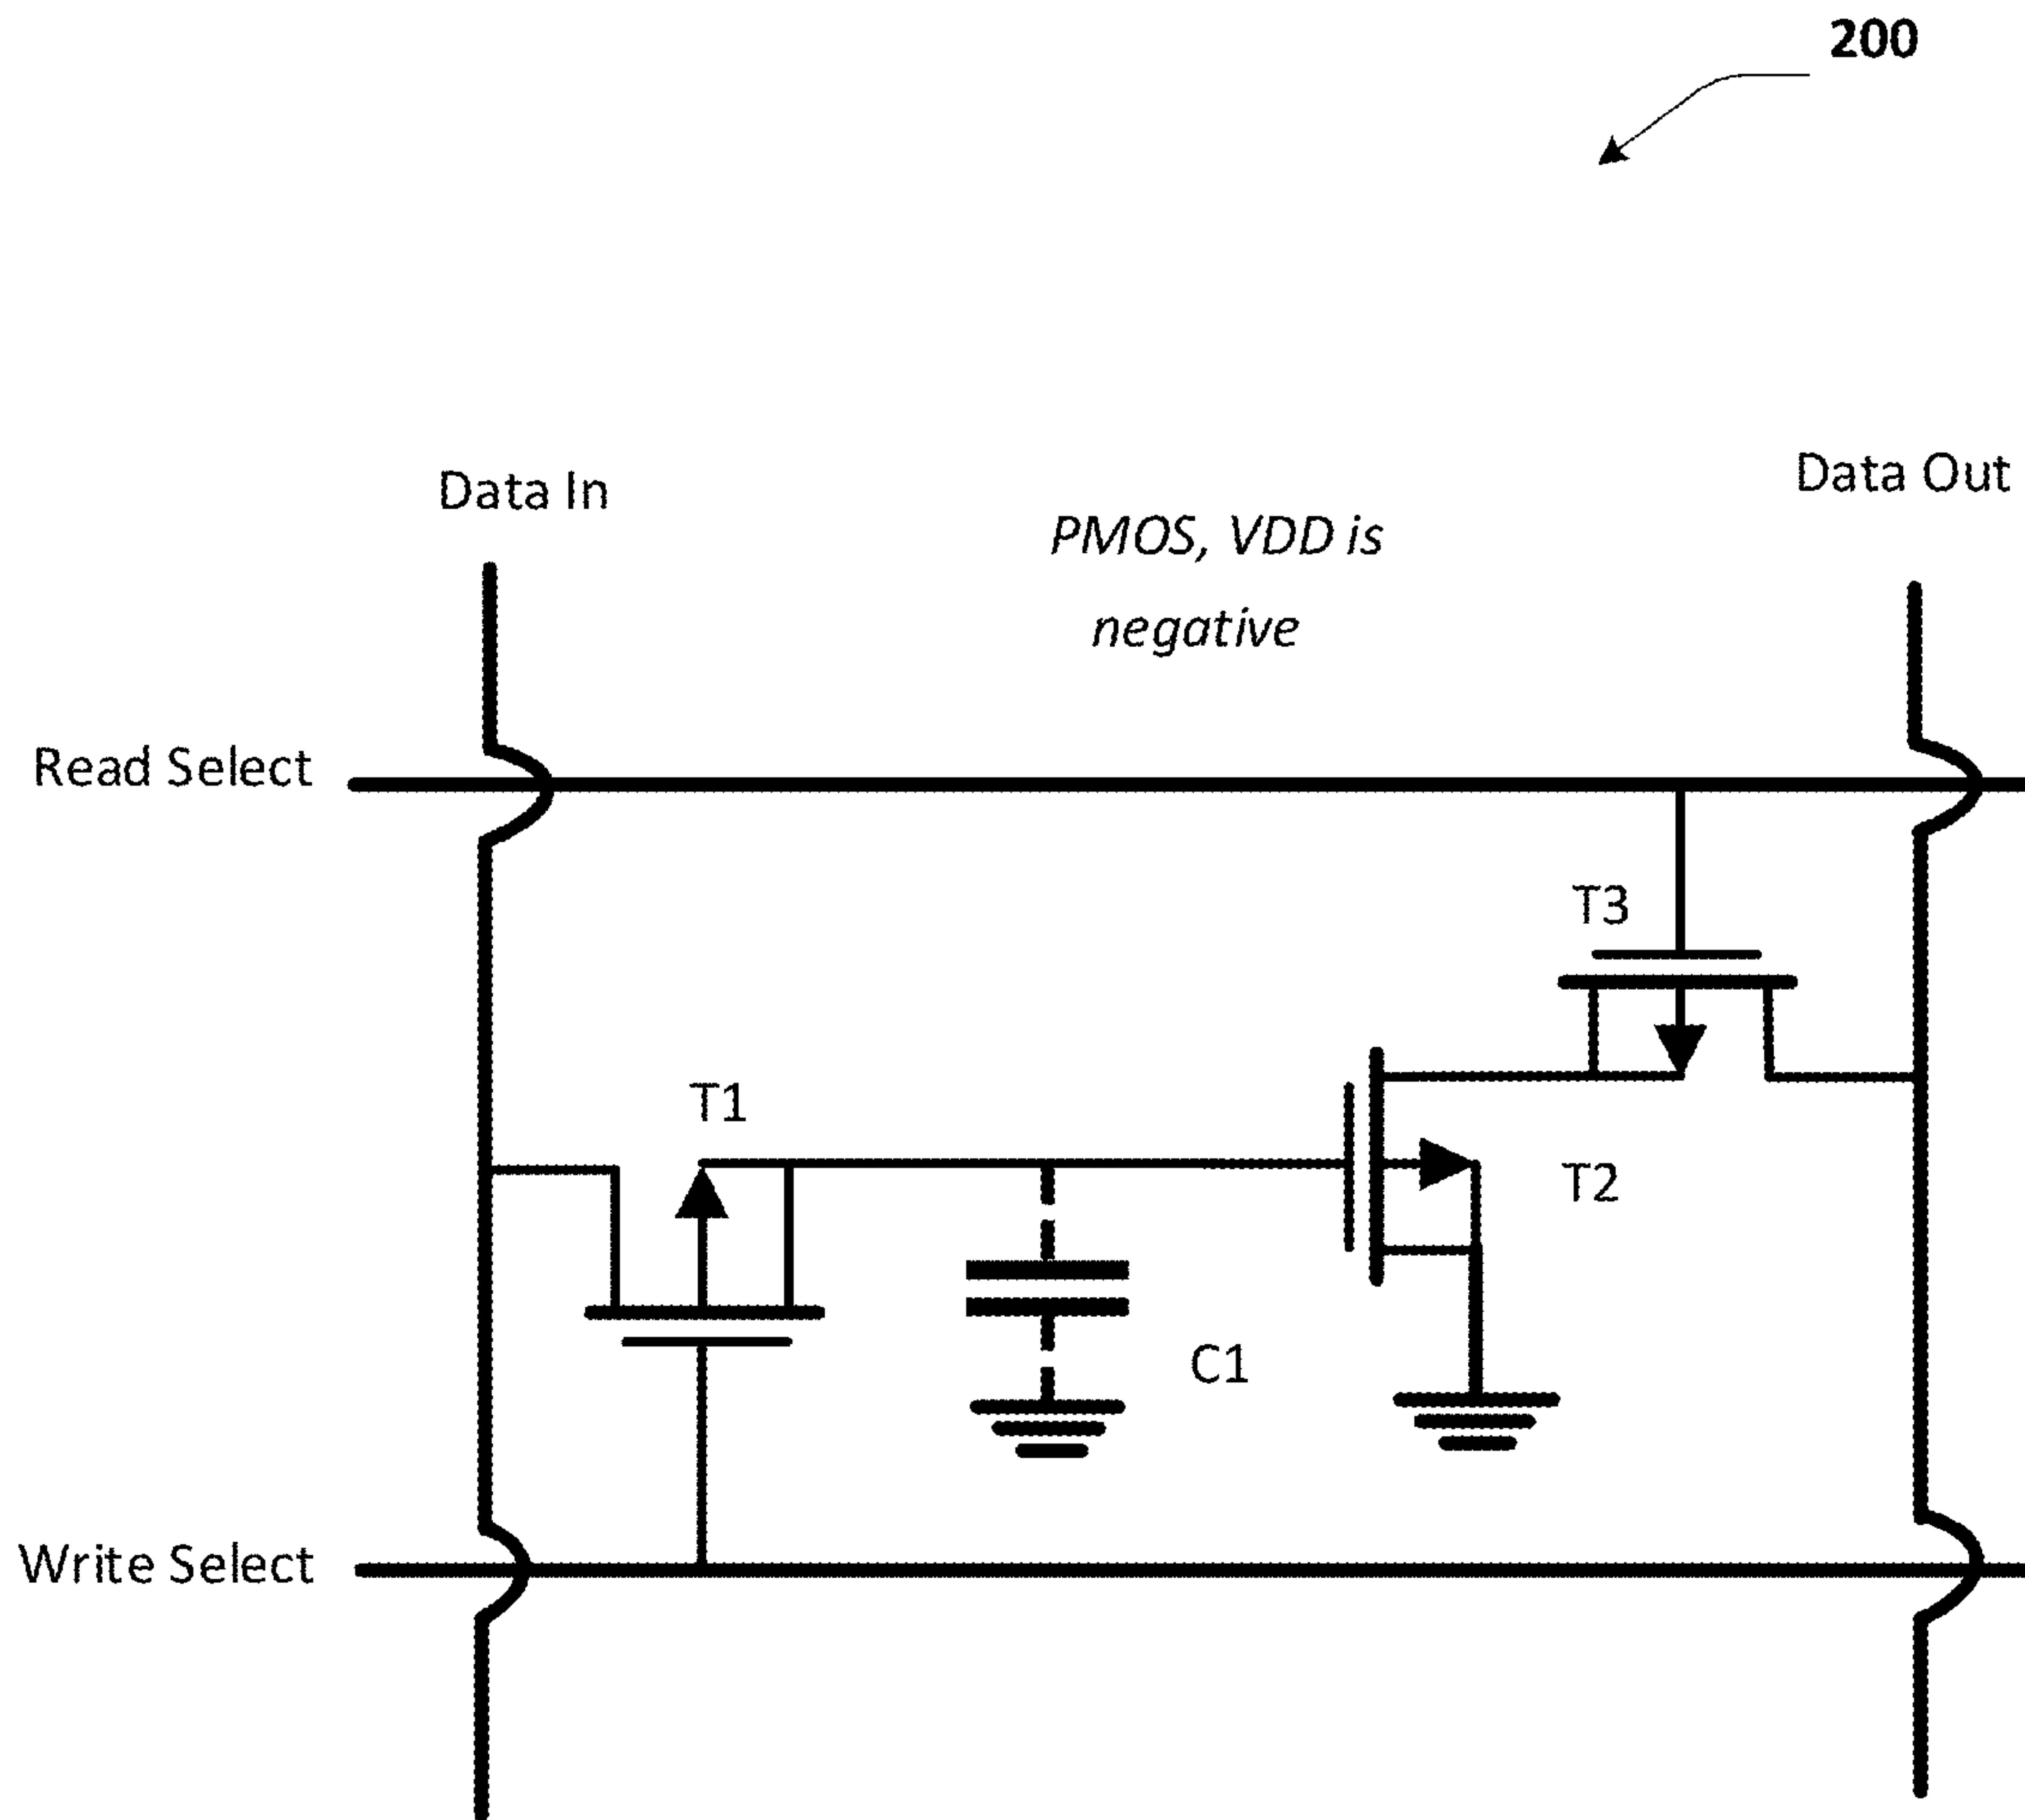 200
Data In
Data Out
PMOS, VDD is
negative
Read Select
T3
T1
T2
C1
Write Select